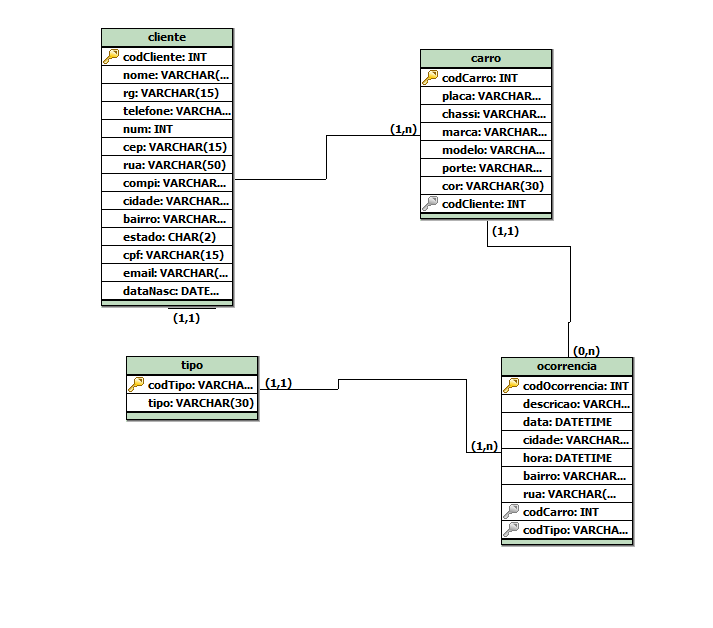 cliente
codCliente: INT
nome: VARCHAR(...
rg: VARCHAR(15)
telefone: VARCHA...
num: INT
cep: VARCHAR(15)
rua: VARCHAR(50)
compi: VARCHAR...
cidade: VARCHAR...
bairro: VARCHAR...
estado: CHAR(2)
cpf: VARCHAR(15)
email: VARCHAR(...
dataNasc: DATE...
(1,1)
(1,n)
carro
codCarro: INT
placa: VARCHAR...
chassi: VARCHAR...
marca: VARCHAR...
modelo: VARCHA...
porte: VARCHAR...
cor: VARCHAR(30)
codCliente: INT
(1,1)
(0,n)
tipo
codTipo: VARCHA...
tipo: VARCHAR(30)
(1,1)
(1,n)
ocorrencia
codOcorrencia: INT
descricao: VARCH...
data: DATETIME
cidade: VARCHAR...
hora: DATETIME
bairro: VARCHAR...
rua: VARCHAR(...
codCarro: INT
codTipo: VARCHA...